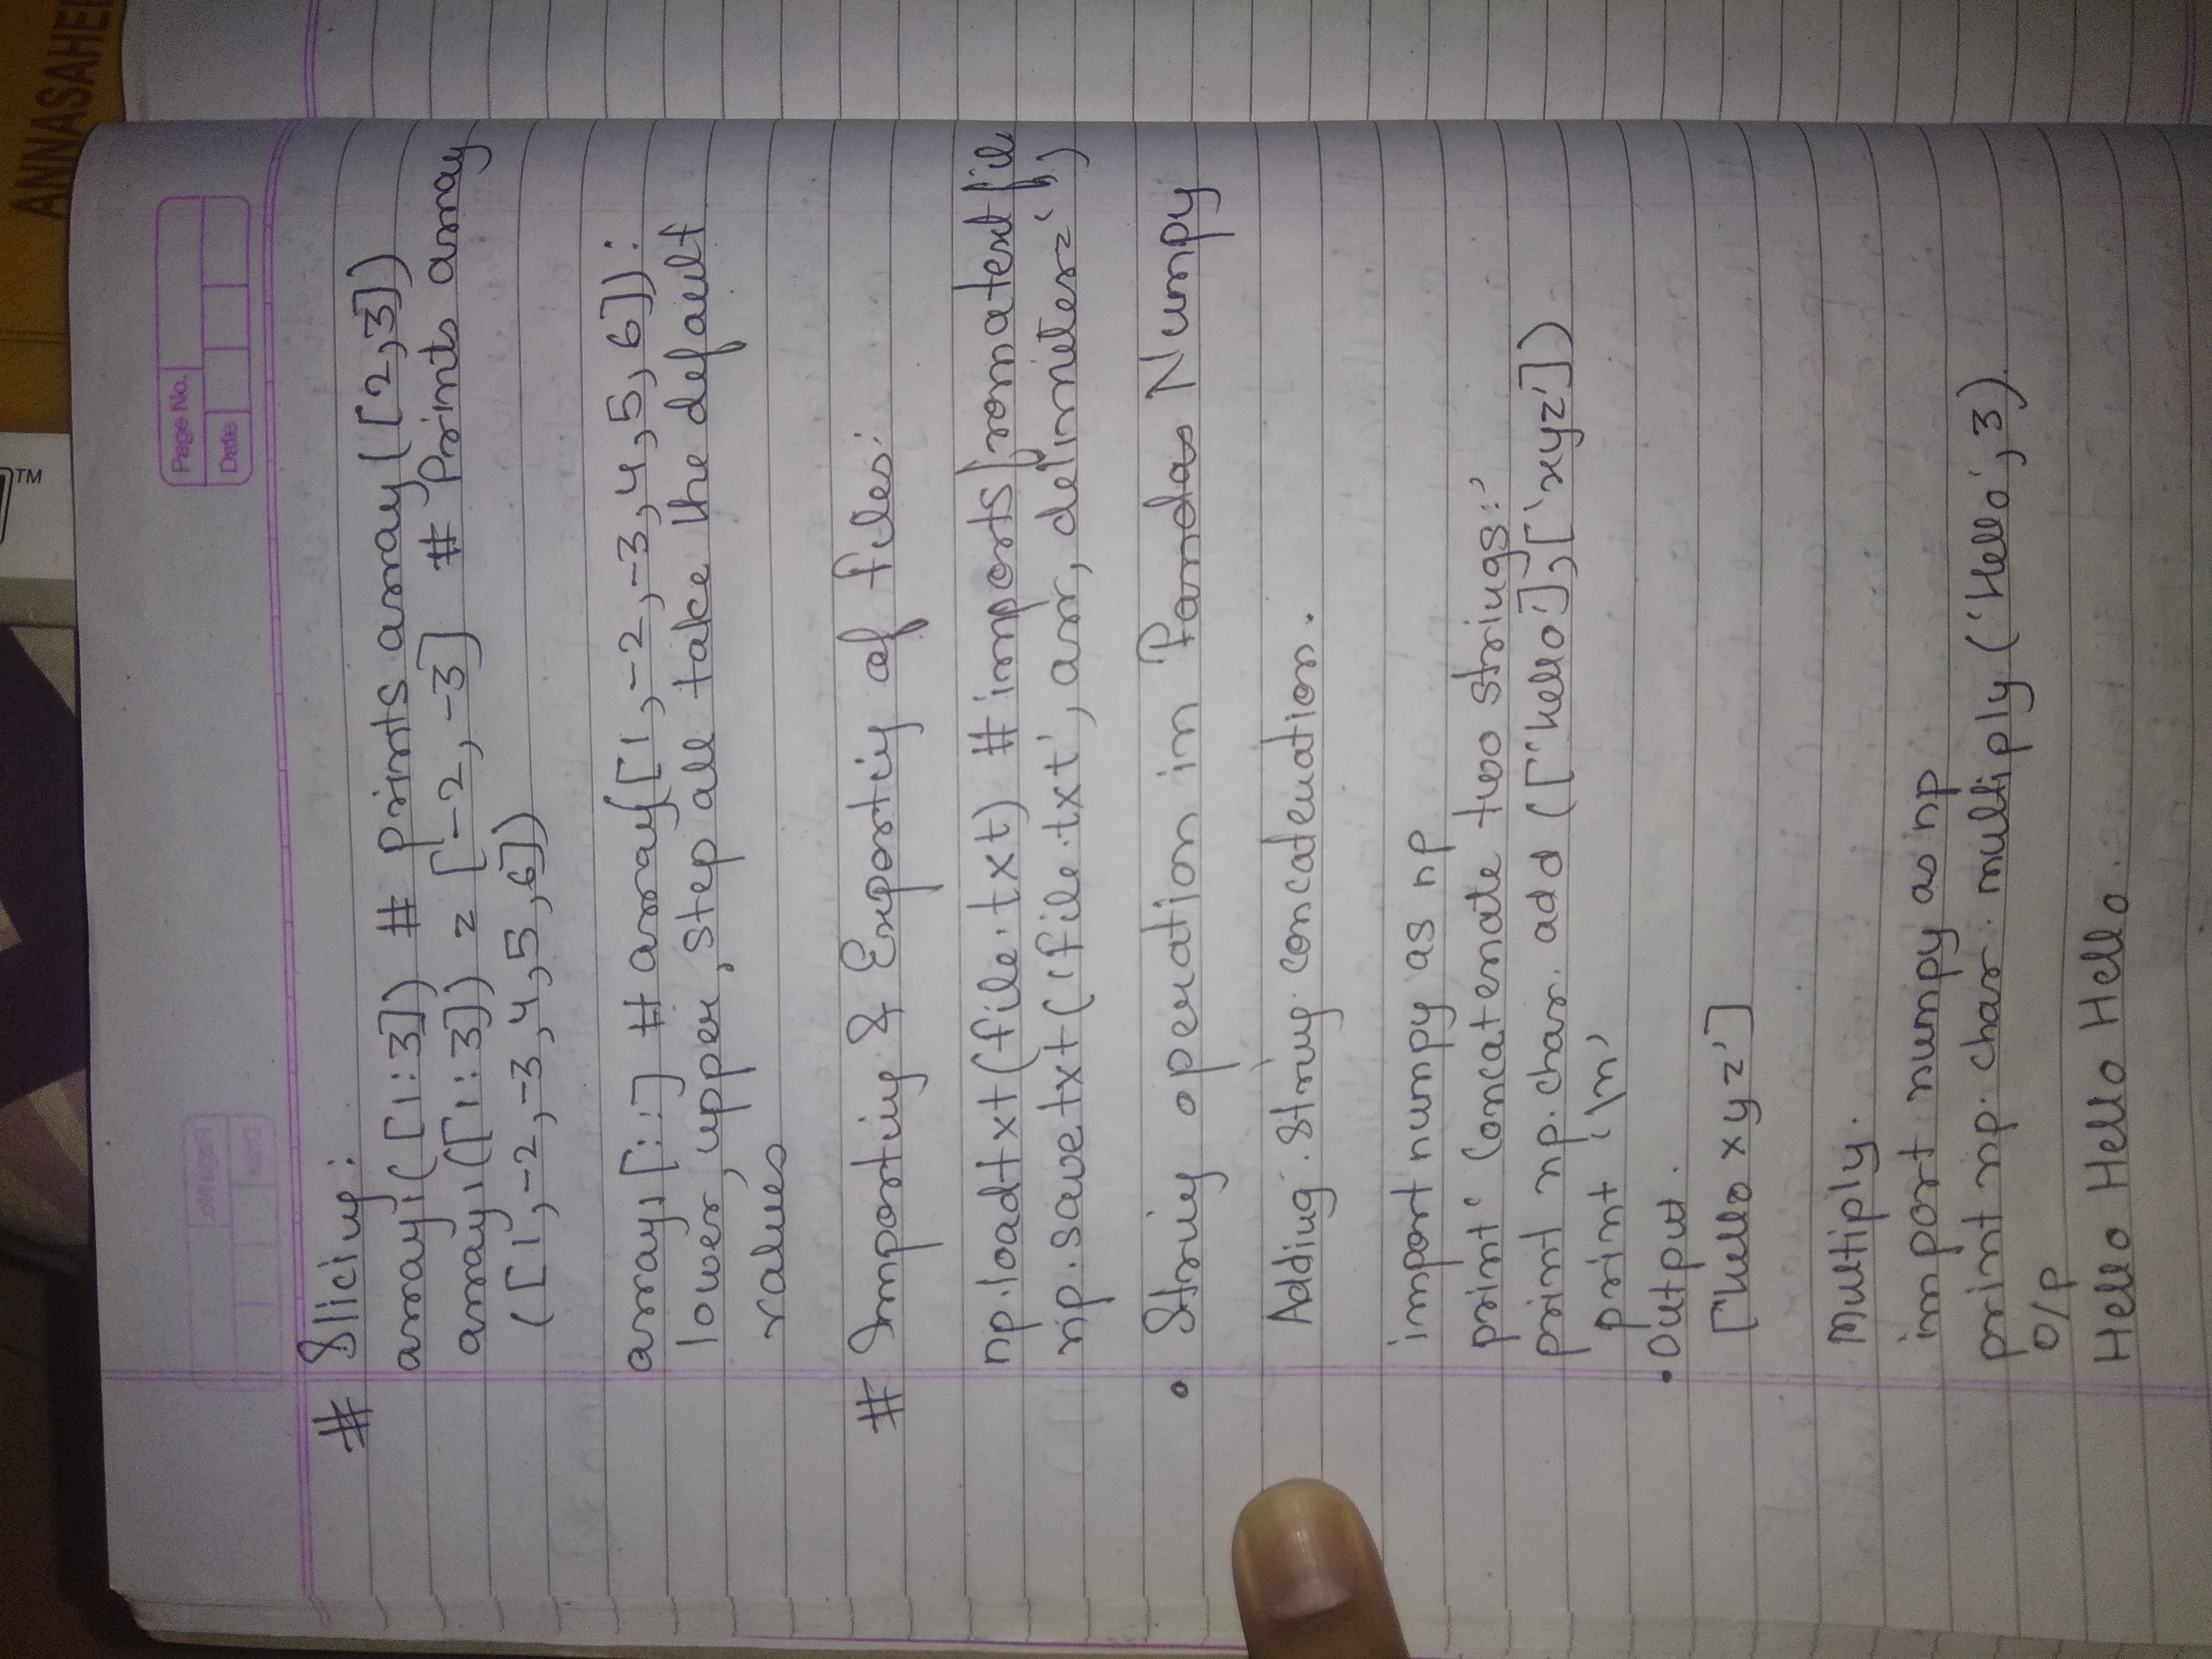 ANNASAHE
TM
Page No.
Date
# Slicing:
array1([1:3]) # prints array([2,3])
array1([1:3]) = [-2,-3] # Prints array
([1,-2,-3,4,5,6])
array1[:] # array[1,-2,-3,4,5,6]):
lower, upper, step all take the default
values
# Importing & Exporting of files:
np.loadtxt(file.txt) # imports from a text file
np.savetxt('file.txt', arr, delimiter=' ',
• String operation in Pandas Numpy
Adding: String concatenation.
import numpy as np
print 'Concatenate two strings:'
print np.char.add (['hello'],['xyz'])
print '\n'
• Output.
['hello xyz']
Multiply.
import numpy as np
print np.char.multiply ('Hello', 3)
O/P
Hello Hello Hello.